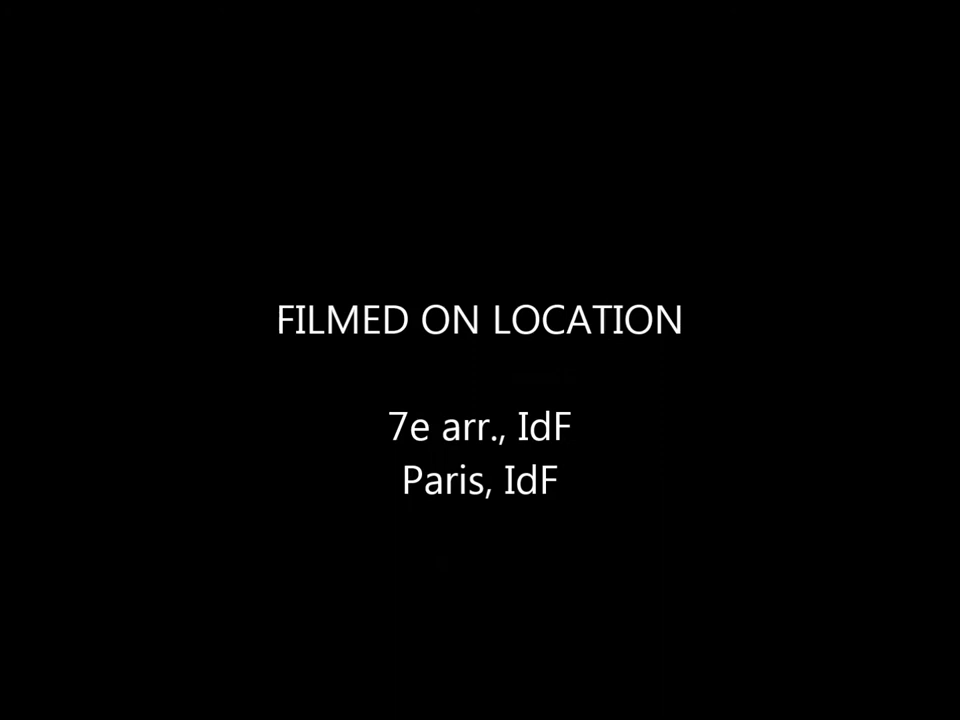 FILMED ON LOCATION
7e arr., IdF
Paris, IdF